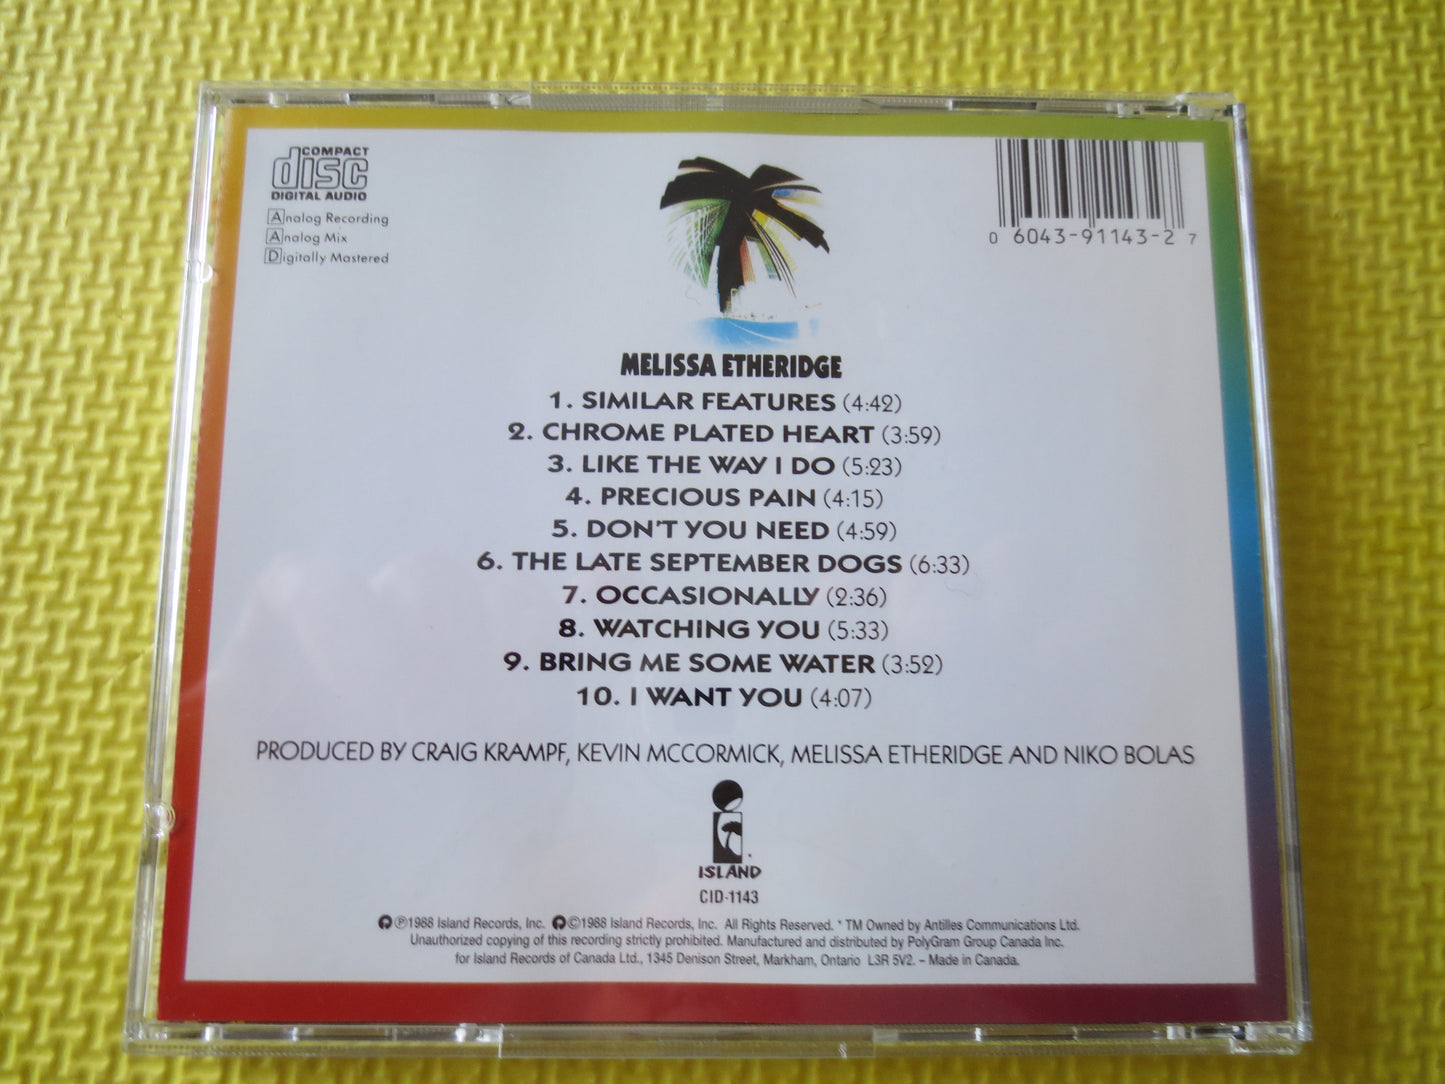 COMPACT
disc
DIGITAL AUDIO
Analog Recording
Analog Mix
Digitally Mastered
0 6043-91143-2 7
MELISSA ETHERIDGE
1. SIMILAR FEATURES (4:42)
2. CHROME PLATED HEART (3:59)
3. LIKE THE WAY I DO (5:23)
4. PRECIOUS PAIN (4:15)
5. DON'T YOU NEED (4:59)
6. THE LATE SEPTEMBER DOGS (6:33)
7. OCCASIONALLY (2:36)
8. WATCHING YOU (5:33)
9. BRING ME SOME WATER (3:52)
10. I WANT YOU (4:07)
PRODUCED BY CRAIG KRAMPF, KEVIN MCCORMICK, MELISSA ETHERIDGE AND NIKO BOLAS
ISLAND
CID-1143
℗1988 Island Records, Inc. ©1988 Island Records, Inc. All Rights Reserved. * TM Owned by Antilles Communications Ltd.
Unauthorized copying of this recording strictly prohibited. Manufactured and distributed by PolyGram Group Canada Inc.
for Island Records of Canada Ltd., 1345 Denison Street, Markham, Ontario L3R 5V2. – Made in Canada.